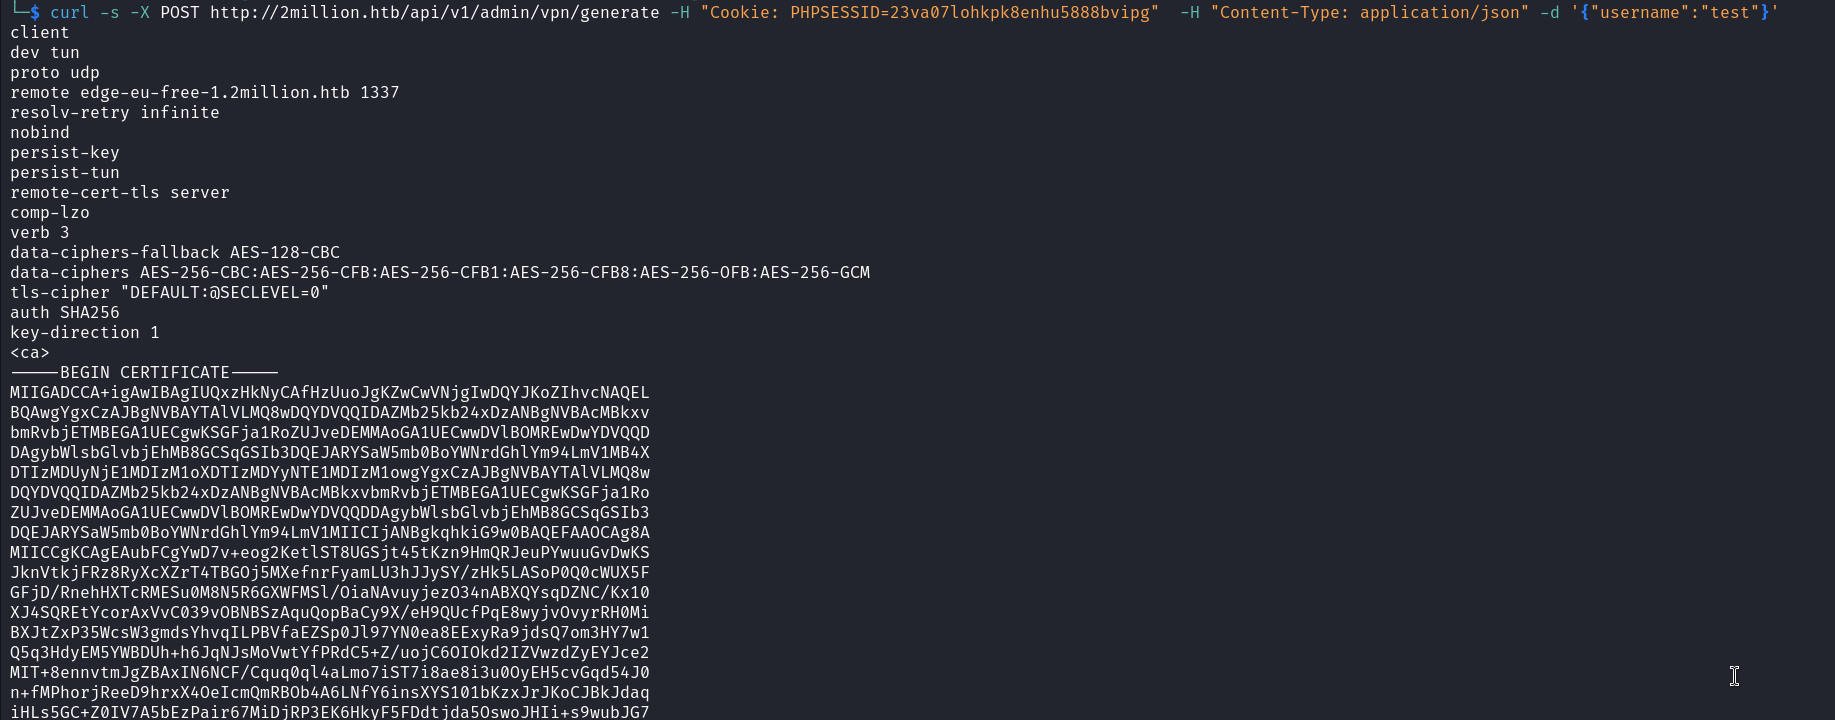 └─$ curl -s -X POST http://2million.htb/api/v1/admin/vpn/generate -H "Cookie: PHPSESSID=23va07lohkpk8enhu5888bvipg"  -H "Content-Type: application/json" -d '{"username":"test"}'
client
dev tun
proto udp
remote edge-eu-free-1.2million.htb 1337
resolv-retry infinite
nobind
persist-key
persist-tun
remote-cert-tls server
comp-lzo
verb 3
data-ciphers-fallback AES-128-CBC
data-ciphers AES-256-CBC:AES-256-CFB:AES-256-CFB1:AES-256-CFB8:AES-256-OFB:AES-256-GCM
tls-cipher "DEFAULT:@SECLEVEL=0"
auth SHA256
key-direction 1
<ca>
-----BEGIN CERTIFICATE-----
MIIGADCCA+igAwIBAgIUQxzHkNyCAfHzUuoJgKZwCwVNjgIwDQYJKoZIhvcNAQEL
BQAwgYgxCzAJBgNVBAYTAlVLMQ8wDQYDVQQIDAZMb25kb24xDzANBgNVBAcMBkxv
bmRvbjETMBEGA1UECgwKSGFja1RoZUJveDEMMAoGA1UECwwDVlBOMREwDwYDVQQD
DAgybWlsbGlvbjEhMB8GCSqGSIb3DQEJARYSaW5mb0BoYWNrdGhlYm94LmV1MB4X
DTIzMDUyNjE1MDIzM1oXDTIzMDYyNTE1MDIzM1owgYgxCzAJBgNVBAYTAlVLMQ8w
DQYDVQQIDAZMb25kb24xDzANBgNVBAcMBkxvbmRvbjETMBEGA1UECgwKSGFja1Ro
ZUJveDEMMAoGA1UECwwDVlBOMREwDwYDVQQDDAgybWlsbGlvbjEhMB8GCSqGSIb3
DQEJARYSaW5mb0BoYWNrdGhlYm94LmV1MIICIjANBgkqhkiG9w0BAQEFAAOCAg8A
MIICCgKCAgEAubFCgYwD7v+eog2KetlST8UGSjt45tKzn9HmQRJeuPYwuuGvDwKS
JknVtkjFRz8RyXcXZrT4TBGOj5MXefnrFyamLU3hJJySY/zHk5LASoP0Q0cWUX5F
GFjD/RnehHXTcRMESu0M8N5R6GXWFMSl/OiaNAvuyjezO34nABXQYsqDZNC/Kx10
XJ4SQREtYcorAxVvC039vOBNBSzAquQopBaCy9X/eH9QUcfPqE8wyjvOvyrRH0Mi
BXJtZxP35WcsW3gmdsYhvqILPBVfaEZSp0Jl97YN0ea8EExyRa9jdsQ7om3HY7w1
Q5q3HdyEM5YWBDUh+h6JqNJsMoVwtYfPRdC5+Z/uojC6OIOkd2IZVwzdZyEYJce2
MIT+8ennvtmJgZBAxIN6NCF/Cquq0ql4aLmo7iST7i8ae8i3u0OyEH5cvGqd54J0
n+fMPhorjReeD9hrxX4OeIcmQmRBOb4A6LNfY6insXYS101bKzxJrJKoCJBkJdaq
iHLs5GC+Z0IV7A5bEzPair67MiDjRP3EK6HkyF5FDdtjda5OswoJHIi+s9wubJG7